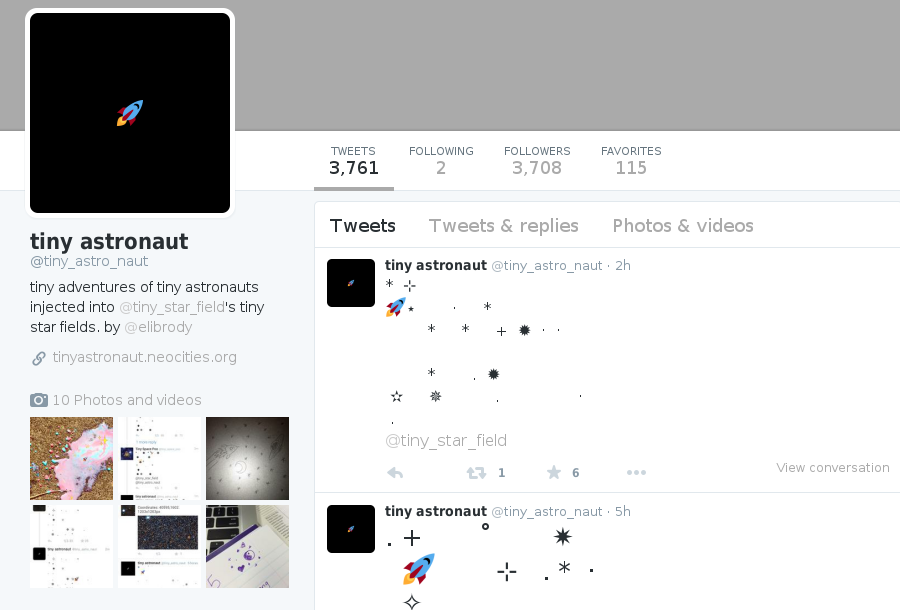 TWEETS FOLLOWING FOLLOWERS FAVORITES
3,761 2 3,708 115
tiny astronaut
@tiny_astro_naut
tiny adventures of tiny astronauts
injected into @tiny_star_field's tiny
star fields. by @elibrody
tinyastronaut.neocities.org
10 Photos and videos
Tweets Tweets & replies Photos & videos
tiny astronaut @tiny_astro_naut · 2h
* ⊹
🚀⋆ · *
* * + ✹ · ·
* . ✹
☆ ✵ . ·
.
@tiny_star_field
1 6
View conversation
tiny astronaut @tiny_astro_naut · 5h
. + ° ✷
🚀 ⊹ . * ·
✧